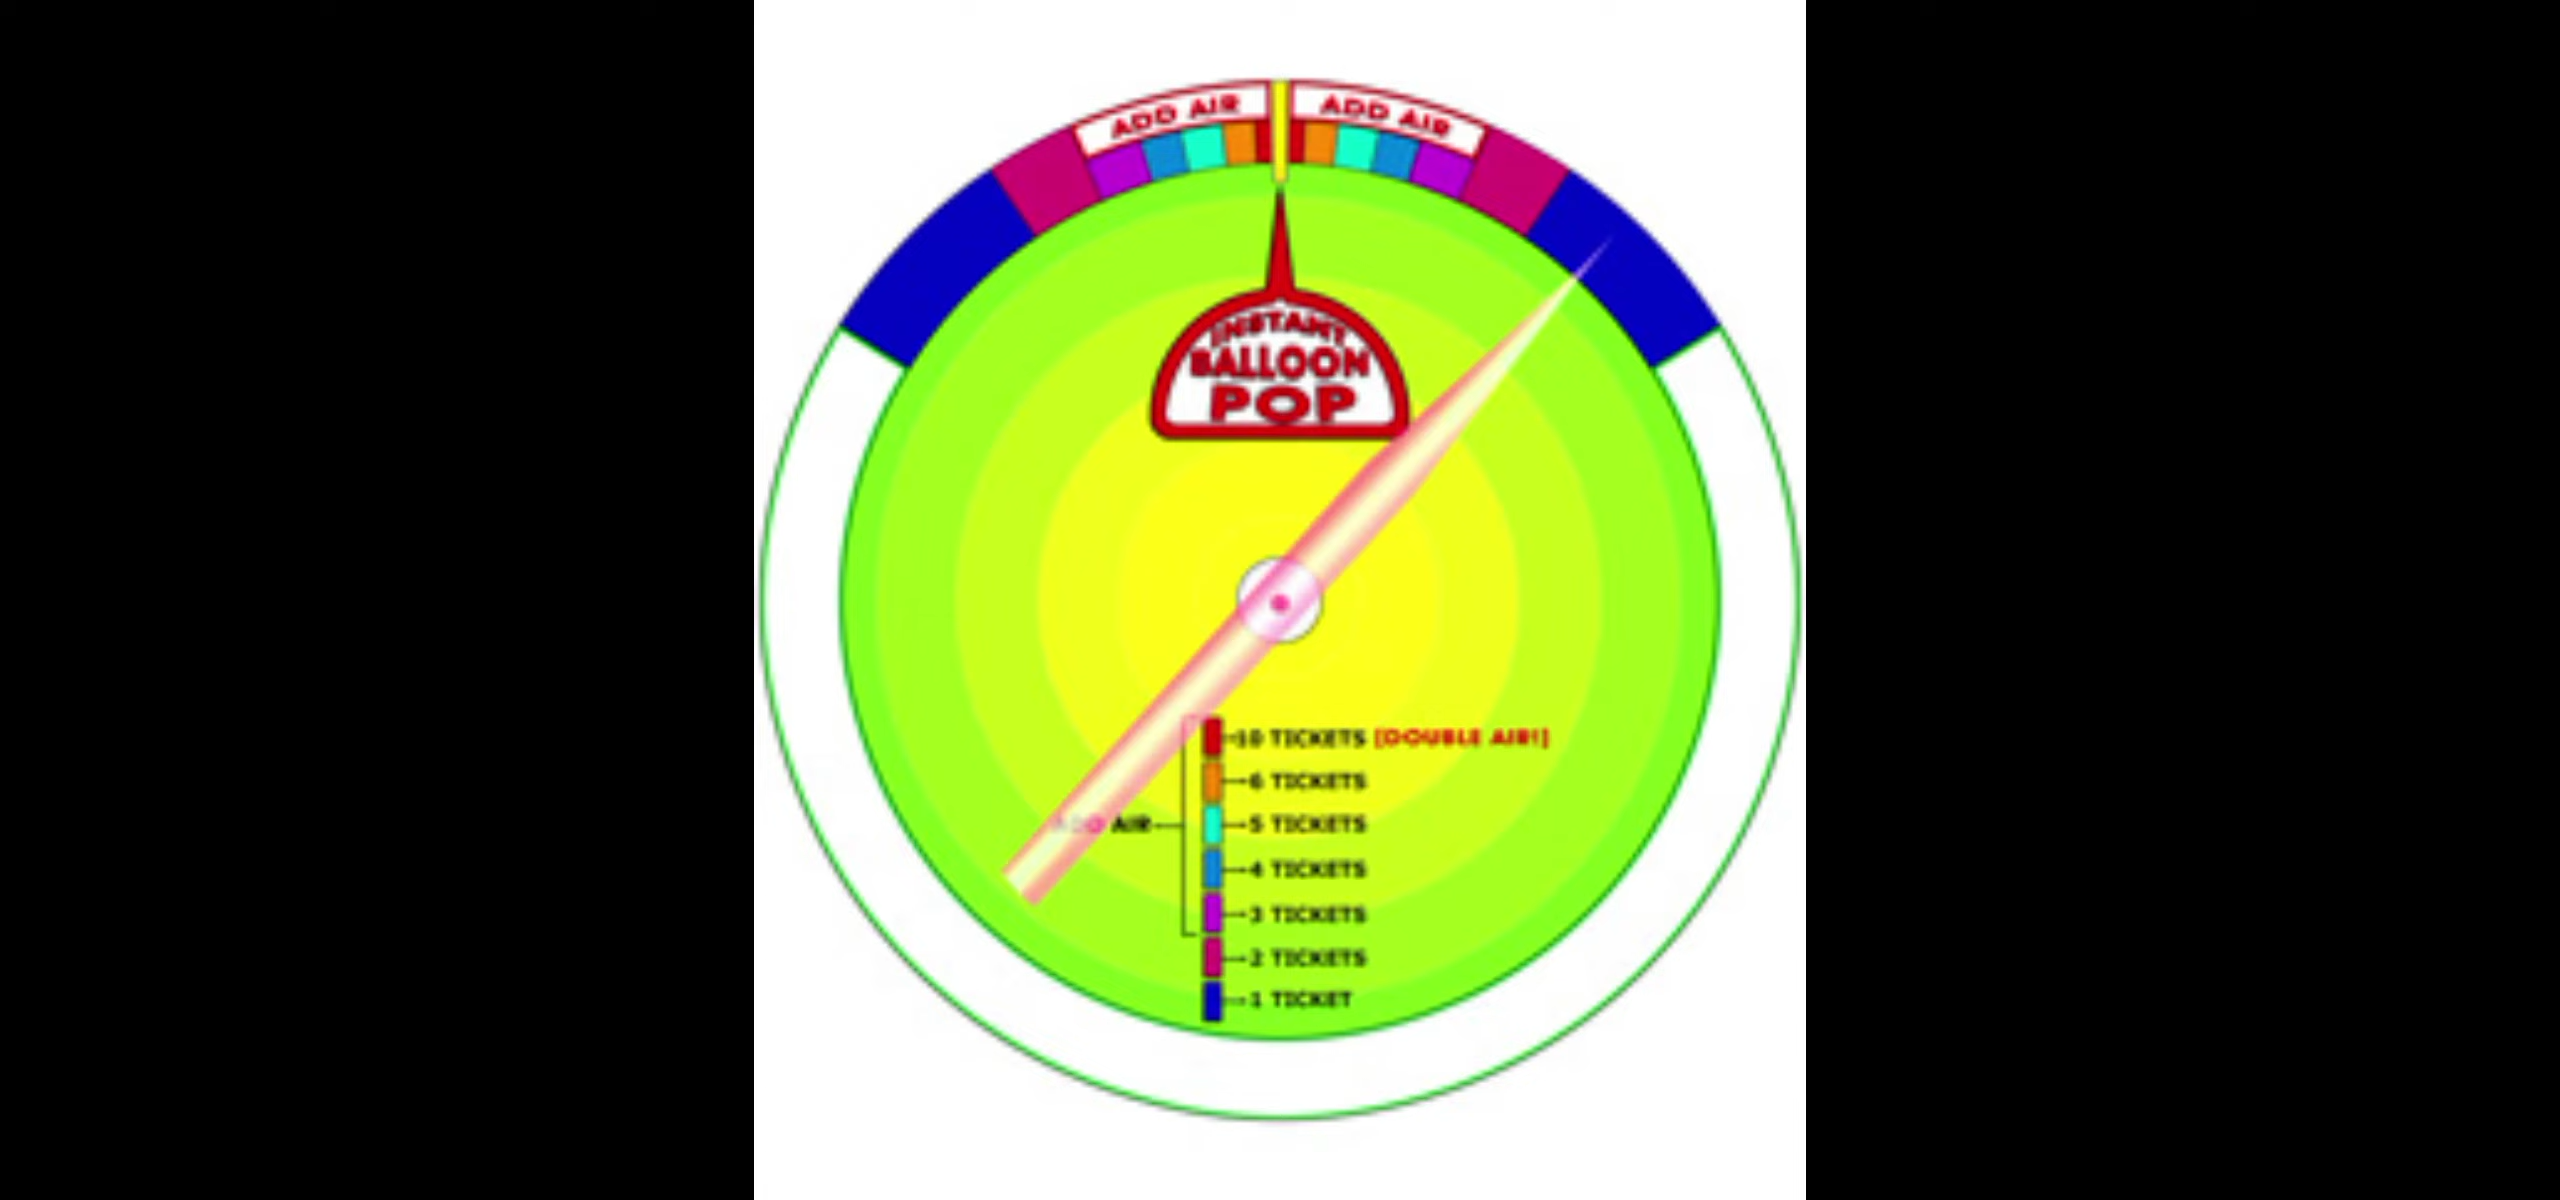 ADD AIR
ADD AIR
INSTANT
BALLOON
POP
10 TICKETS [DOUBLE AIR!]
6 TICKETS
ADD AIR
5 TICKETS
4 TICKETS
3 TICKETS
2 TICKETS
1 TICKET